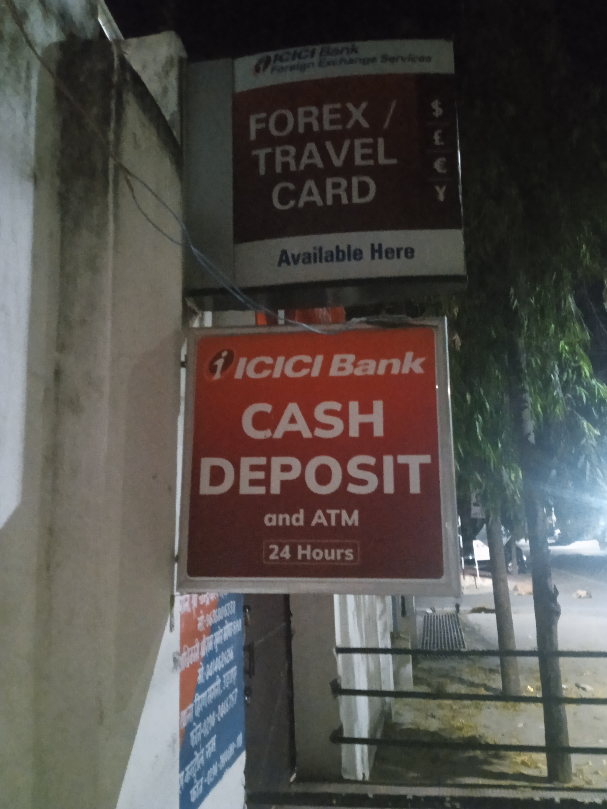 ICICI Bank
Foreign Exchange Services
FOREX /
TRAVEL
CARD
$
£
€
¥
Available Here
ICICI Bank
CASH
DEPOSIT
and ATM
24 Hours